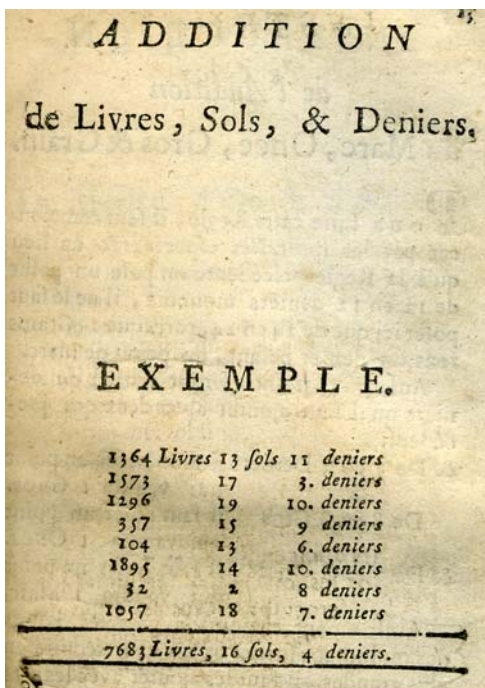 ADDITION
de Livres, Sols, & Deniers,
EXEMPLE.
1364 Livres 13 ſols 11 deniers
1573 17 3. deniers
1296 19 10. deniers
357 15 9 deniers
104 13 6. deniers
1895 14 10. deniers
32 2 8 deniers
1057 18 7. deniers
7683 Livres, 16 ſols, 4 deniers.